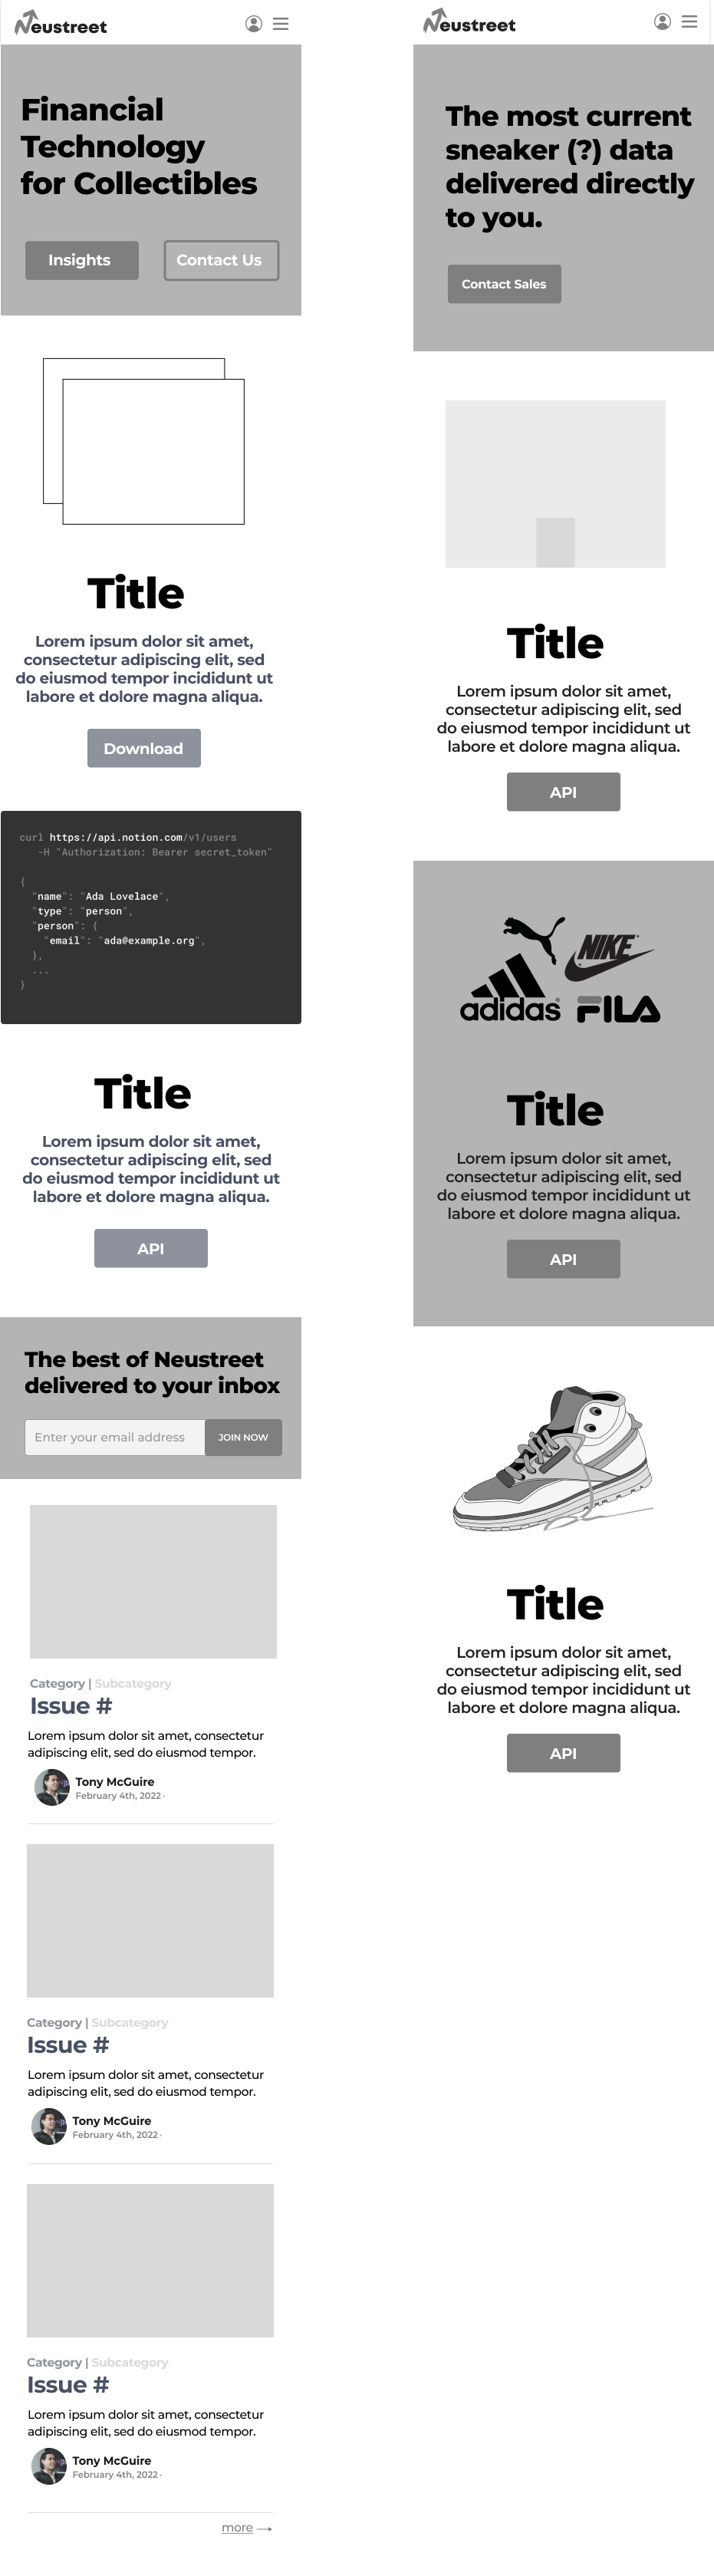 Neustreet
Financial
Technology
for Collectibles
Insights
Contact Us
Title
Lorem ipsum dolor sit amet,
consectetur adipiscing elit, sed
do eiusmod tempor incididunt ut
labore et dolore magna aliqua.
Download
curl https://api.notion.com/v1/users
-H "Authorization: Bearer secret_token"
{
"name": "Ada Lovelace",
"type": "person",
"person": {
"email": "ada@example.org",
},
...
}
Title
Lorem ipsum dolor sit amet,
consectetur adipiscing elit, sed
do eiusmod tempor incididunt ut
labore et dolore magna aliqua.
API
The best of Neustreet
delivered to your inbox
Enter your email address
JOIN NOW
Category | Subcategory
Issue #
Lorem ipsum dolor sit amet, consectetur
adipiscing elit, sed do eiusmod tempor.
Tony McGuire
February 4th, 2022 ·
Category | Subcategory
Issue #
Lorem ipsum dolor sit amet, consectetur
adipiscing elit, sed do eiusmod tempor.
Tony McGuire
February 4th, 2022 ·
Category | Subcategory
Issue #
Lorem ipsum dolor sit amet, consectetur
adipiscing elit, sed do eiusmod tempor.
Tony McGuire
February 4th, 2022 ·
more
Neustreet
The most current
sneaker (?) data
delivered directly
to you.
Contact Sales
Title
Lorem ipsum dolor sit amet,
consectetur adipiscing elit, sed
do eiusmod tempor incididunt ut
labore et dolore magna aliqua.
API
NIKE
adidas®
FILA
Title
Lorem ipsum dolor sit amet,
consectetur adipiscing elit, sed
do eiusmod tempor incididunt ut
labore et dolore magna aliqua.
API
Title
Lorem ipsum dolor sit amet,
consectetur adipiscing elit, sed
do eiusmod tempor incididunt ut
labore et dolore magna aliqua.
API